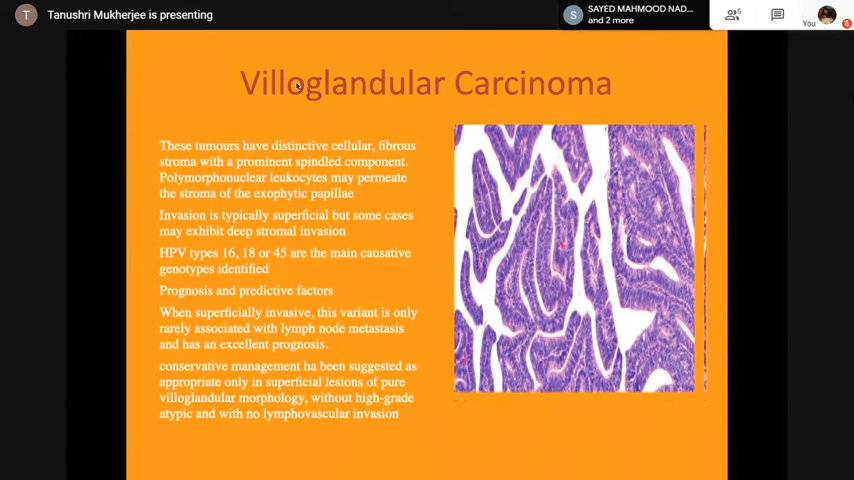 T
Tanushri Mukherjee is presenting
S
SAYED MAHMOOD NAD...
and 2 more
6
You
Villoglandular Carcinoma
These tumours have distinctive cellular, fibrous
stroma with a prominent spindled component.
Polymorphonuclear leukocytes may permeate
the stroma of the exophytic papillae
Invasion is typically superficial but some cases
may exhibit deep stromal invasion
HPV types 16, 18 or 45 are the main causative
genotypes identified
Prognosis and predictive factors
When superficially invasive, this variant is only
rarely associated with lymph node metastasis
and has an excellent prognosis.
conservative management ha been suggested as
appropriate only in superficial lesions of pure
villoglandular morphology, without high-grade
atypic and with no lymphovascular invasion